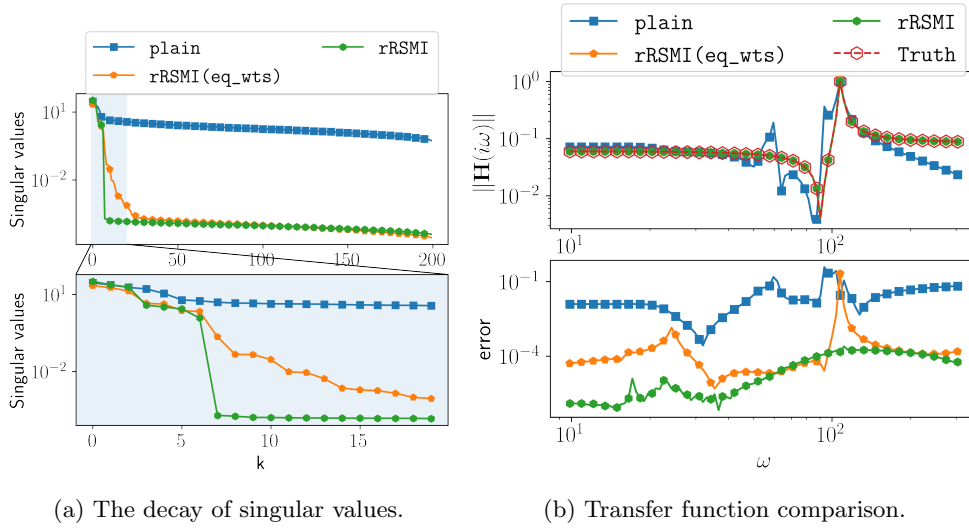 plain
rRSMI
rRSMI(eq_wts)
Singular values
10^1
10^{-2}
0 50 100 150 200
Singular values
10^1
10^{-2}
0 5 10 15
k
(a) The decay of singular values.
plain
rRSMI
rRSMI(eq_wts)
Truth
||H(iω)||
10^0
10^{-1}
10^{-2}
10^1 10^2
error
10^{-1}
10^{-4}
10^1 10^2
ω
(b) Transfer function comparison.